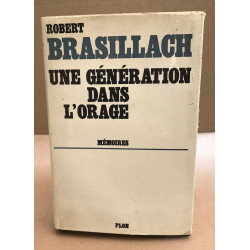 ROBERT
BRASILLACH
UNE GÉNÉRATION
DANS
L'ORAGE
MÉMOIRES
PLON